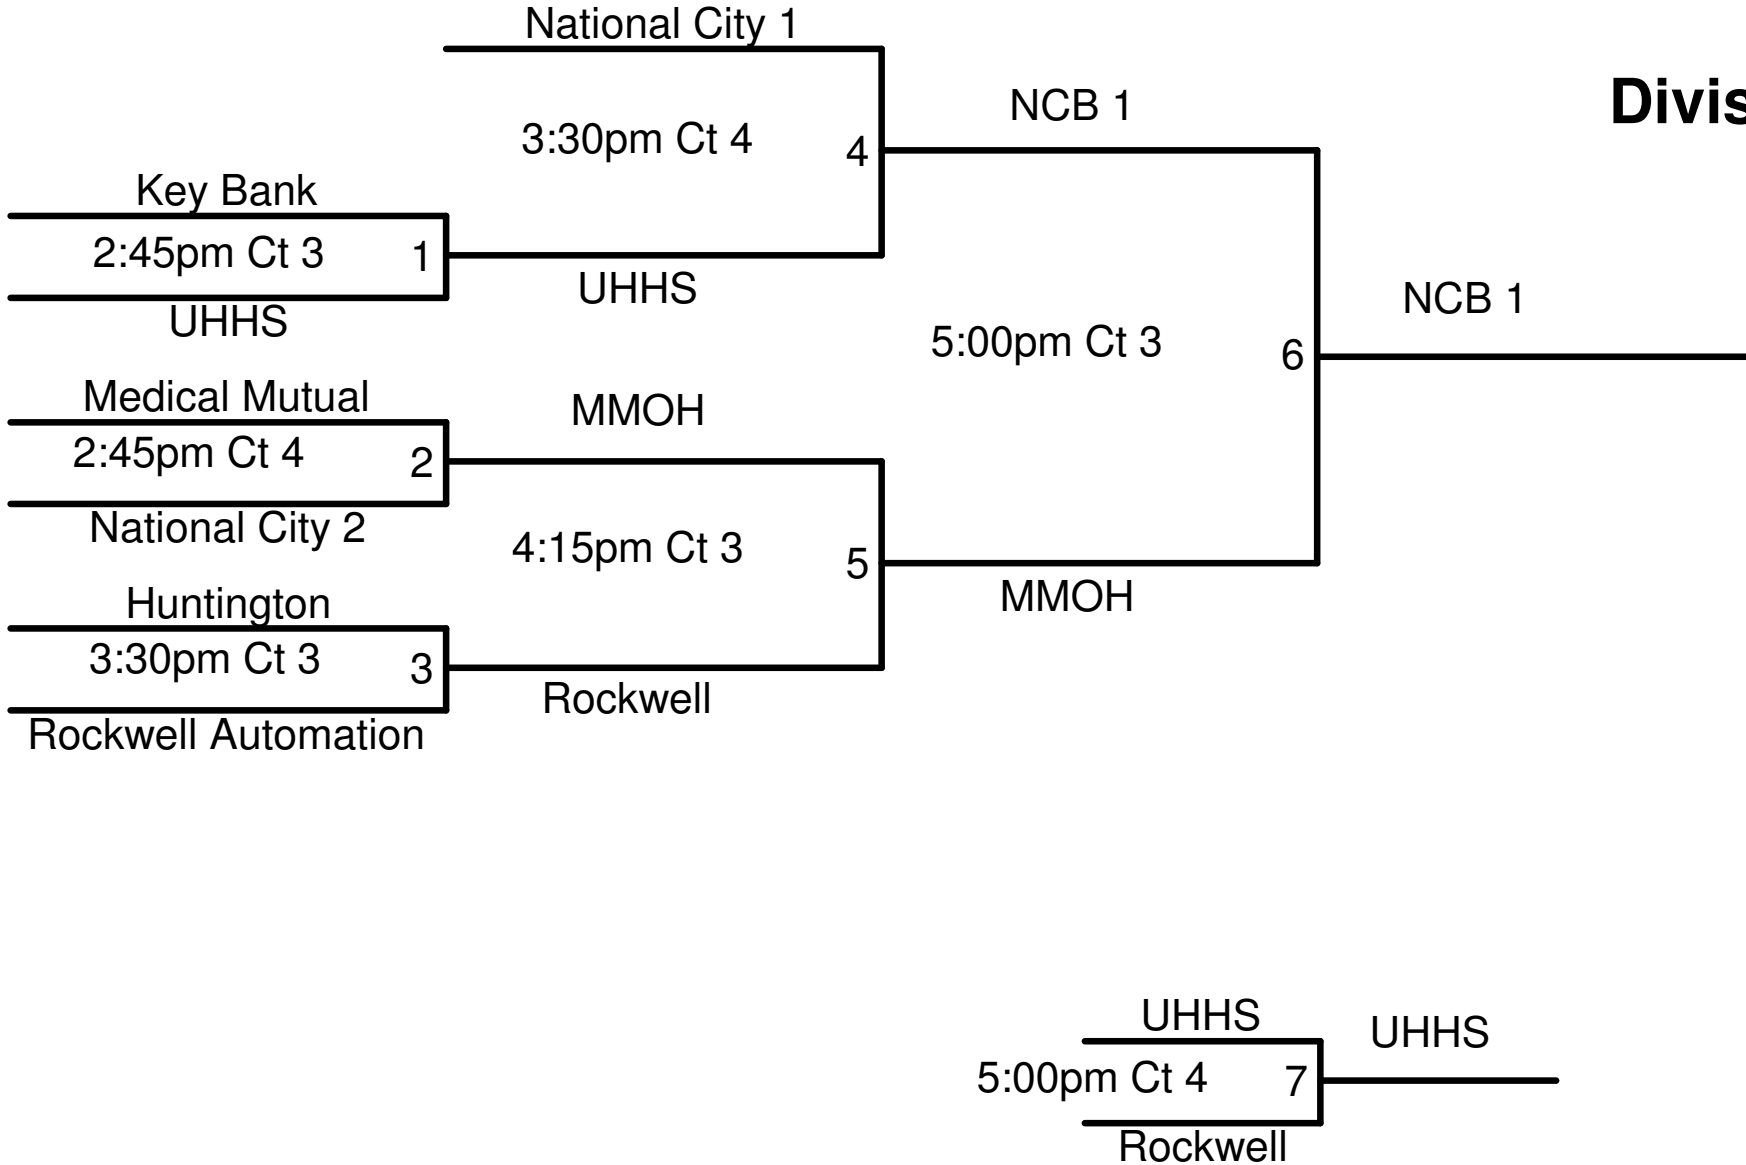 National City 1
NCB 1
Divis
3:30pm Ct 4
4
Key Bank
2:45pm Ct 3
1
UHHS
UHHS
NCB 1
5:00pm Ct 3
6
Medical Mutual
MMOH
2:45pm Ct 4
2
National City 2
4:15pm Ct 3
5
MMOH
Huntington
3:30pm Ct 3
3
Rockwell
Rockwell Automation
UHHS
UHHS
5:00pm Ct 4
7
Rockwell